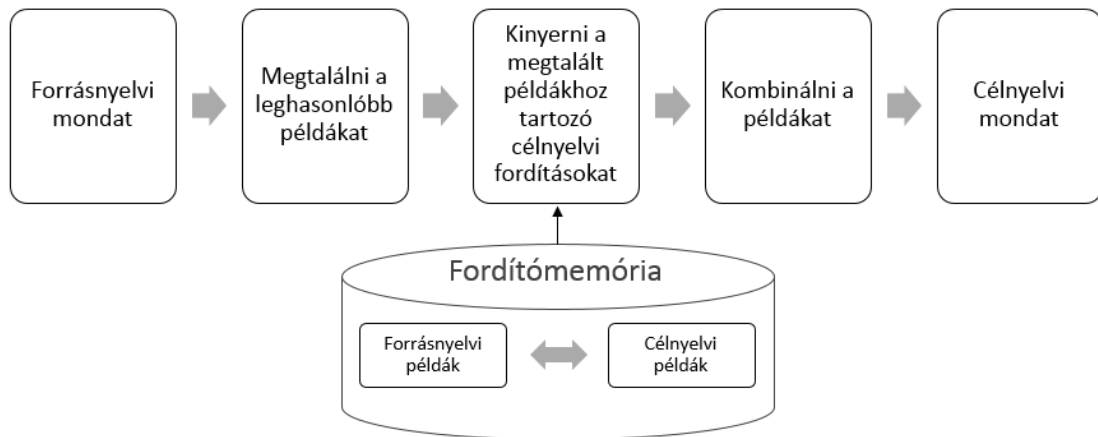 Forrásnyelvi
mondat
Megtalálni a
leghasonlóbb
példákat
Kinyerni a
megtalált
példákhoz
tartozó
célnyelvi
fordításokat
Kombinálni a
példákat
Célnyelvi
mondat
Fordítómemória
Forrásnyelvi
példák
Célnyelvi
példák